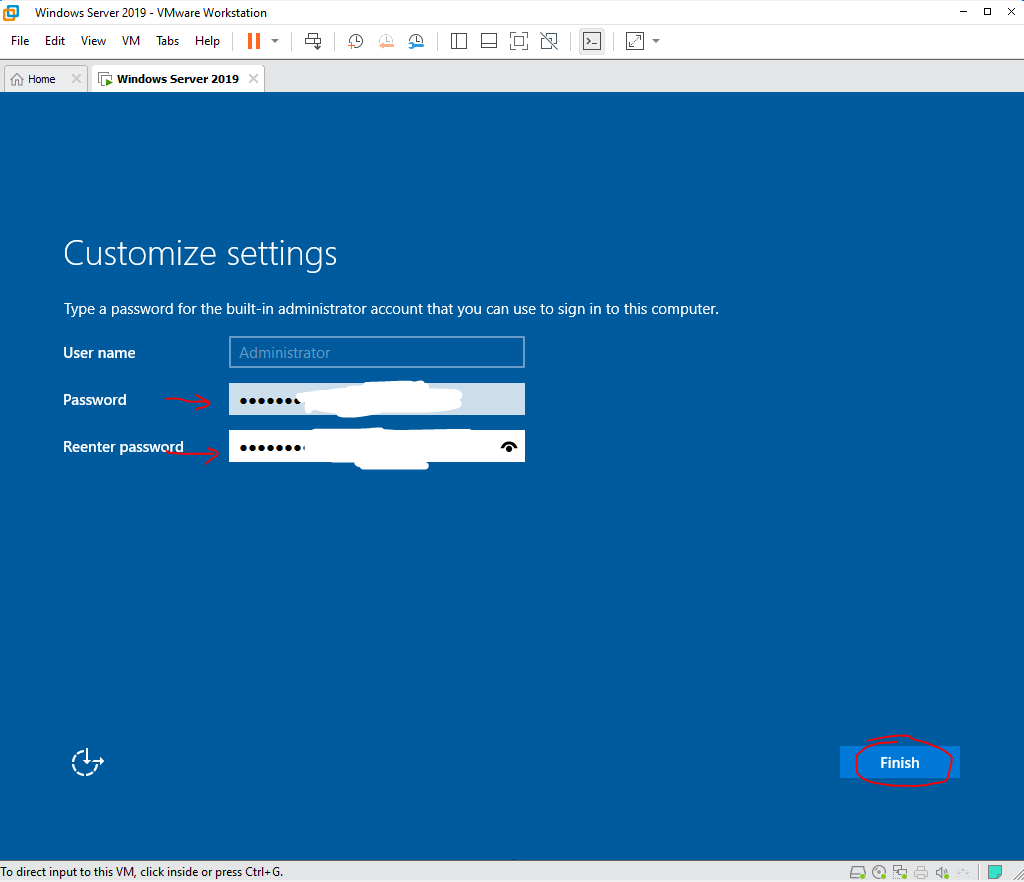 Windows Server 2019 - VMware Workstation
File Edit View VM Tabs Help
Home Windows Server 2019
Customize settings
Type a password for the built-in administrator account that you can use to sign in to this computer.
User name Administrator
Password
Reenter password
Finish
To direct input to this VM, click inside or press Ctrl+G.